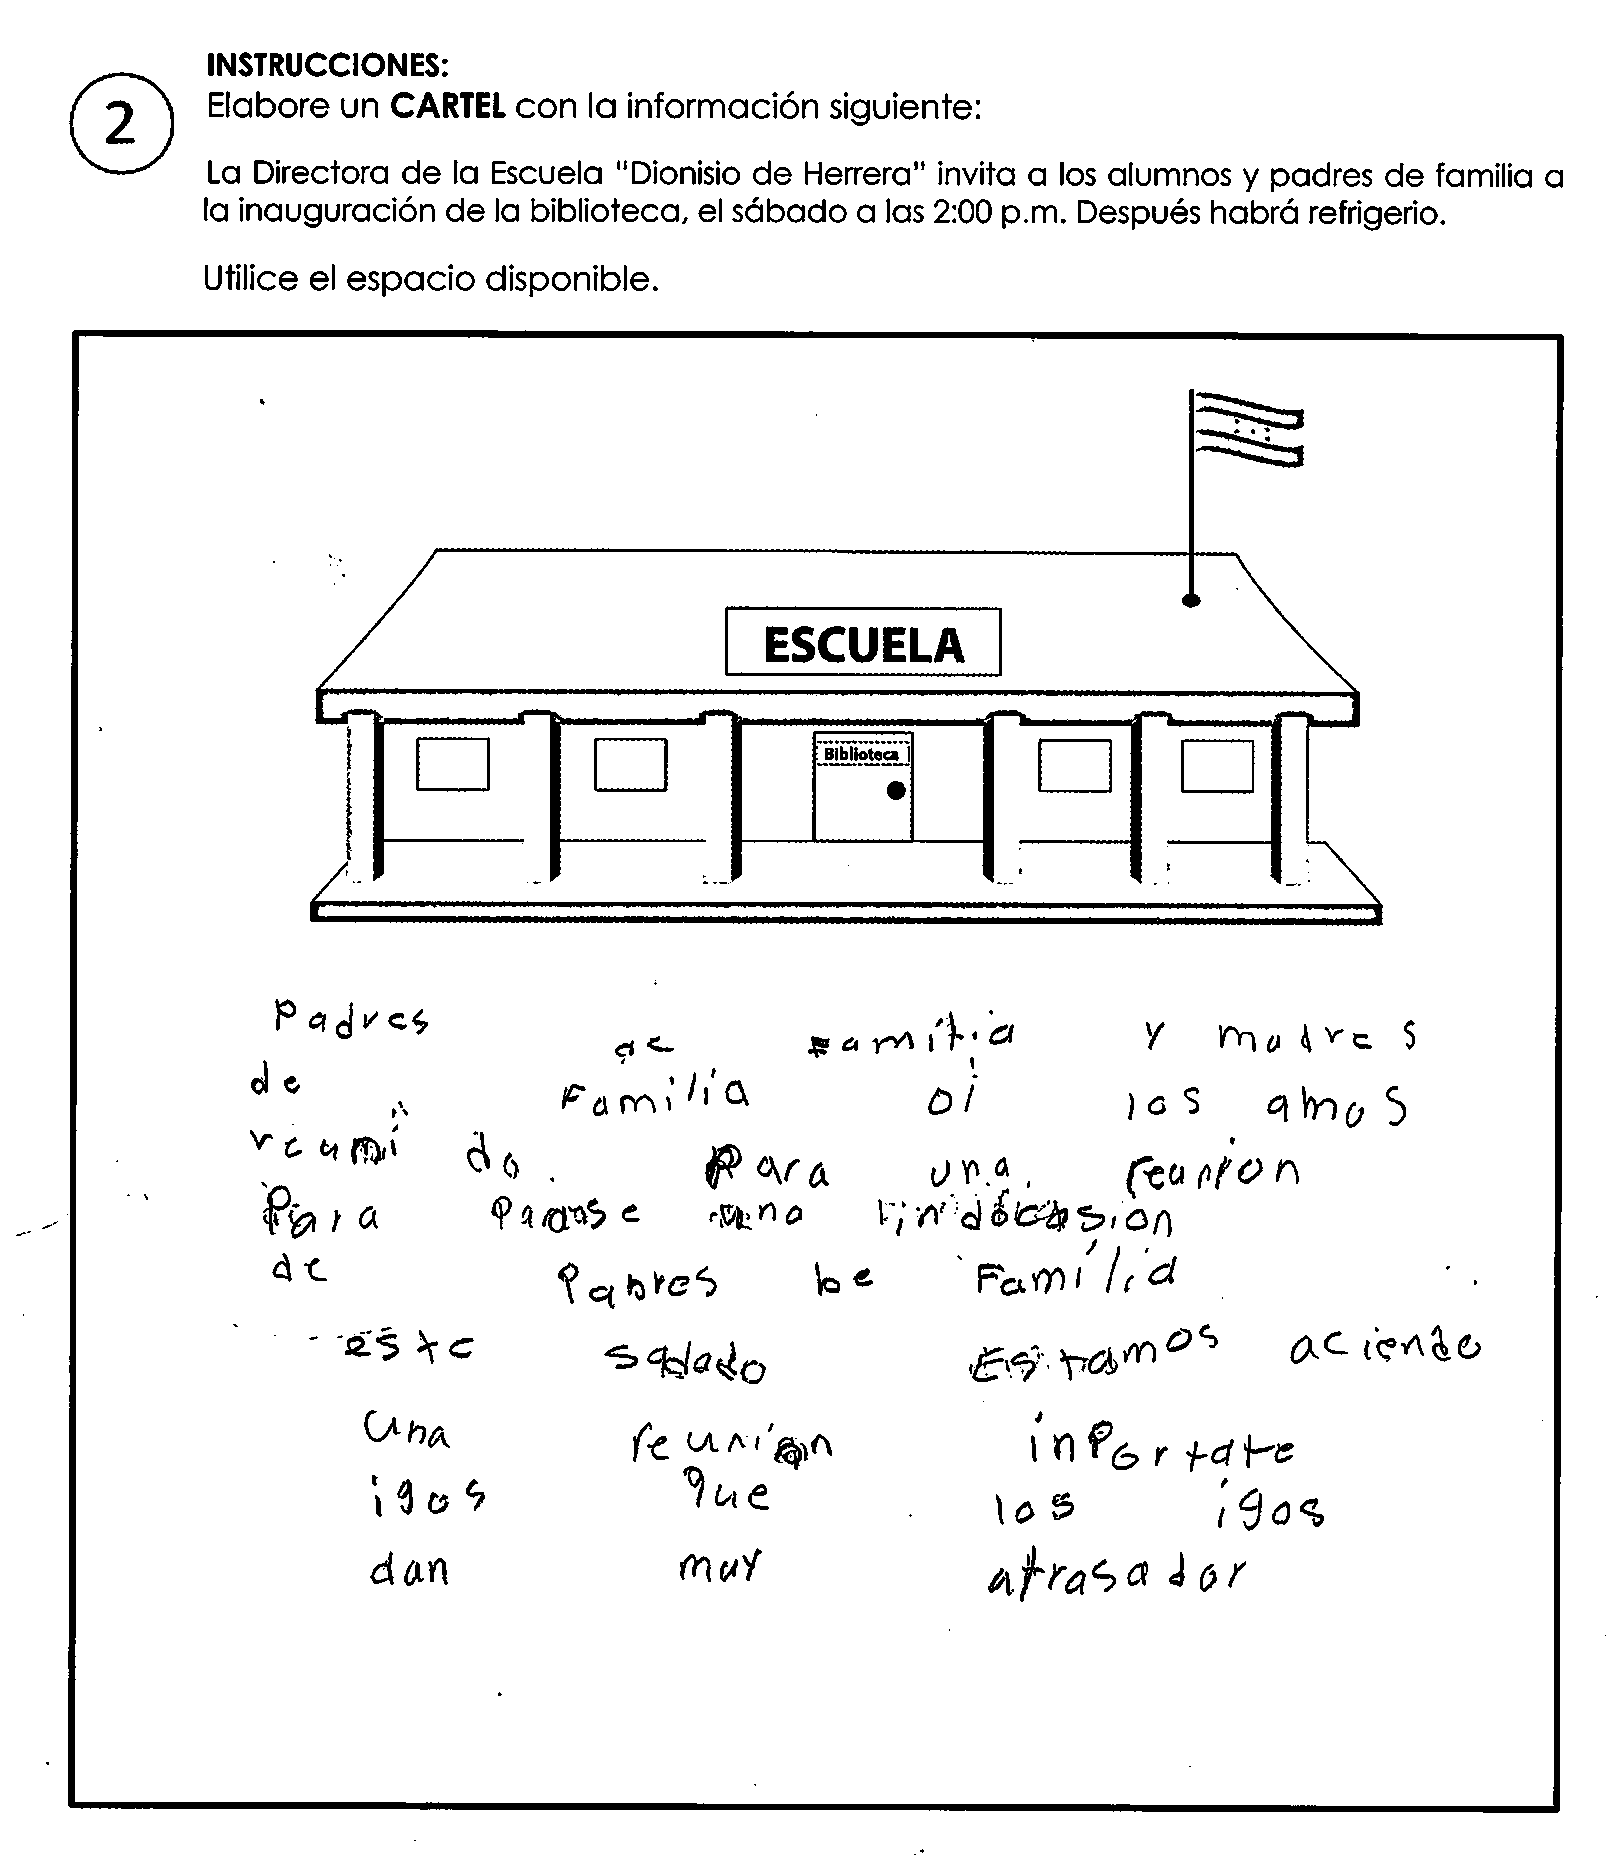 INSTRUCCIONES:
2
Elabore un CARTEL con la información siguiente:
La Directora de la Escuela "Dionisio de Herrera" invita a los alumnos y padres de familia a
la inauguración de la biblioteca, el sábado a las 2:00 p.m. Después habrá refrigerio.
Utilice el espacio disponible.
ESCUELA
Biblioteca
Padres de Familia y madres
de Familia oi los amos
reuni do. Para una reunion
Para una lindocasion
de Pabres be Familia
este Estamos aciendo
una reunion inportate
igos que los igos
dan muy atrasador